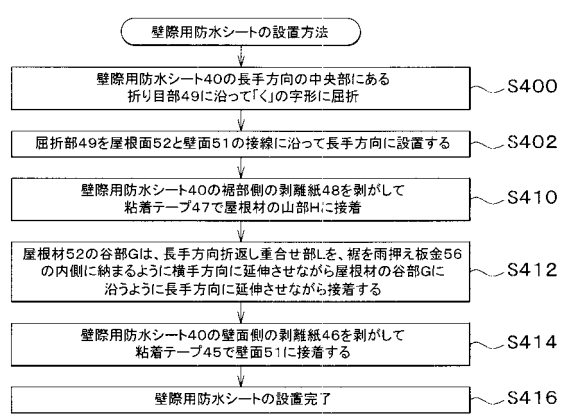 壁際用防水シートの設置方法
壁際用防水シート40の長手方向の中央部にある
折り目部49に沿って「く」の字形に屈折
S400
屈折部49を屋根面52と壁面51の接線に沿って長手方向に設置する
S402
壁際用防水シート40の裾部側の剥離紙48を剥がして
粘着テープ47で屋根材の山部Hに接着
S410
屋根材52の谷部Gは、長手方向折返し重合せ部Lを、裾を雨押え板金56
の内側に納まるように横手方向に延伸させながら屋根材の谷部Gに
沿うように長手方向に延伸させながら接着する
S412
壁際用防水シート40の壁面側の剥離紙46を剥がして
粘着テープ45で壁面51に接着する
S414
壁際用防水シートの設置完了
S416